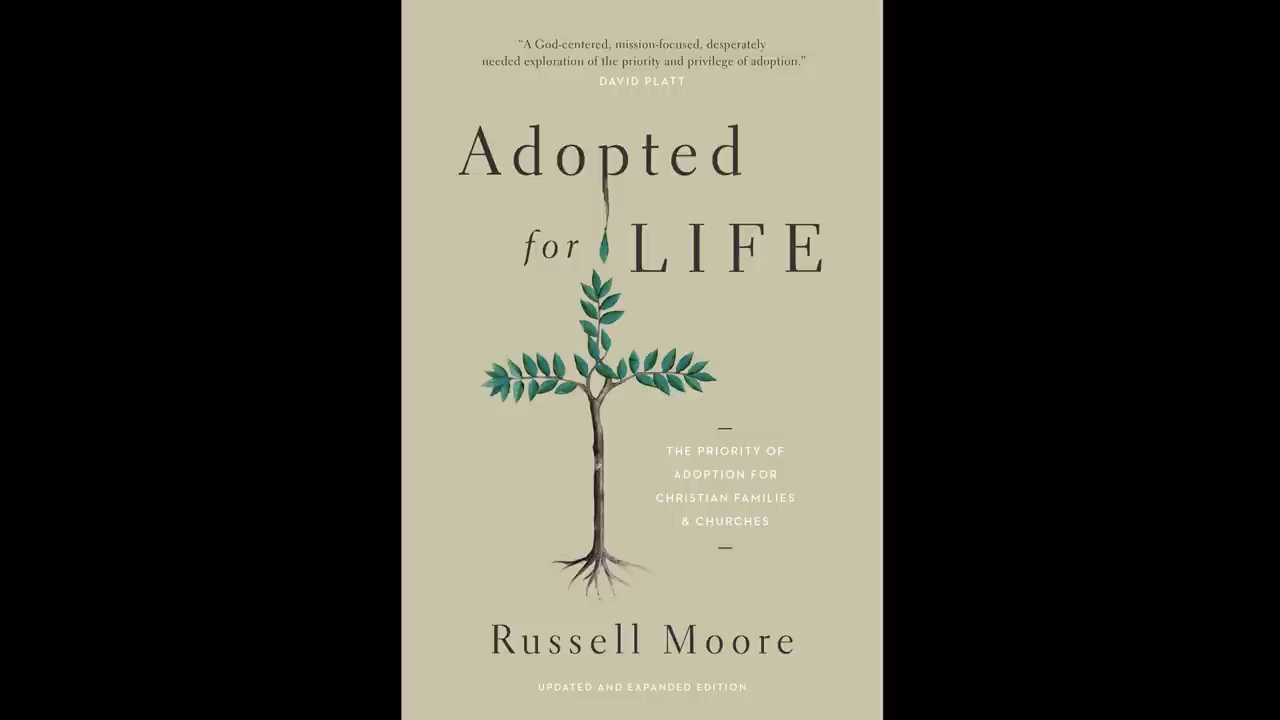 “A God-centered, mission-focused, desperately
needed exploration of the priority and privilege of adoption.”
DAVID PLATT
Adopted
for LIFE
THE PRIORITY OF
ADOPTION FOR
CHRISTIAN FAMILIES
& CHURCHES
Russell Moore
UPDATED AND EXPANDED EDITION